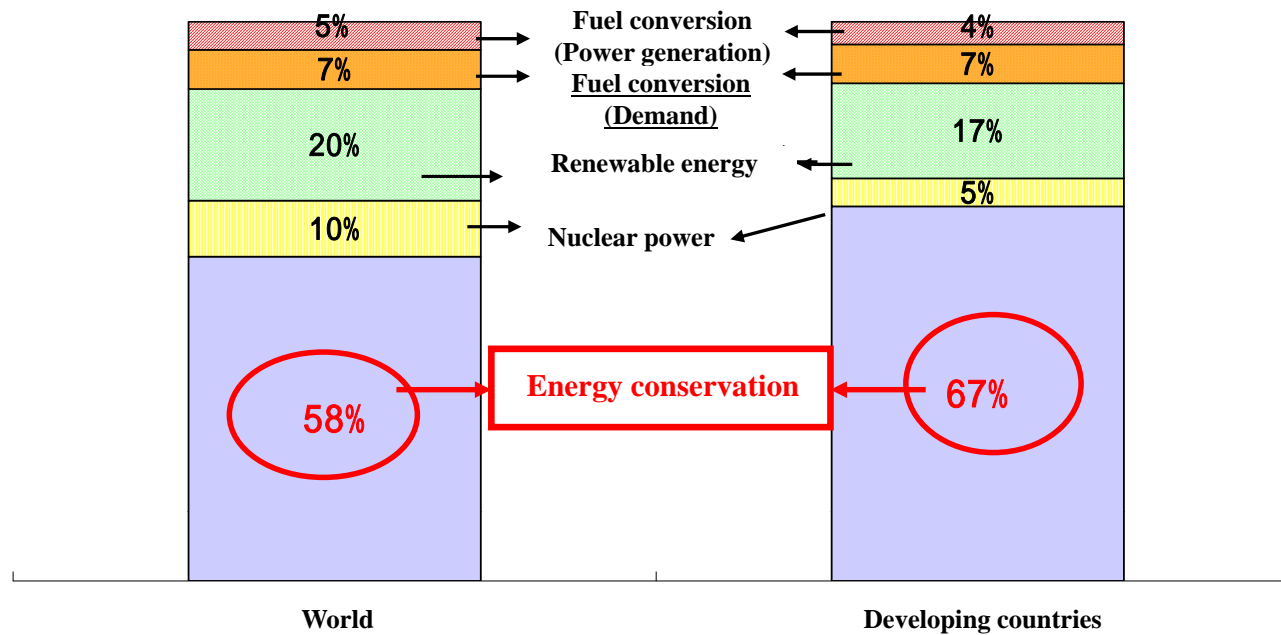 5%
Fuel conversion
4%
(Power generation)
7%
Fuel conversion
7%
(Demand)
20%
17%
Renewable energy
5%
10%
Nuclear power
Energy conservation
58%
67%
World
Developing countries